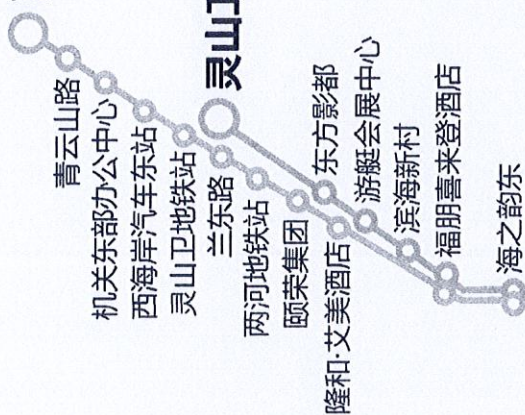 青云山路
机关东部办公中心
西海岸汽车东站
灵山卫地铁站
兰东路
两河地铁站
颐荣集团
隆和·艾美酒店
灵山卫
东方影都
游艇会展中心
滨海新村
福朋喜来登酒店
海之韵东